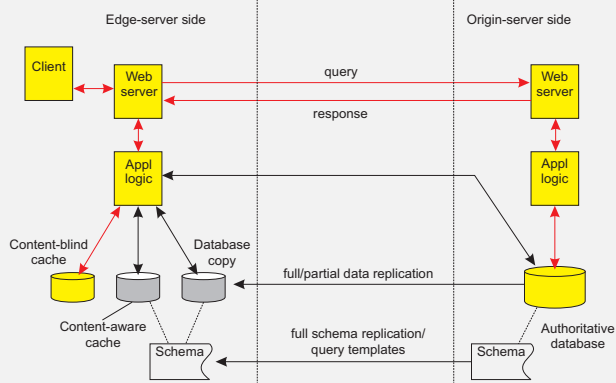 Edge-server side
Origin-server side
Client
Web
server
query
response
Web
server
Appl
logic
Appl
logic
Content-blind
cache
Database
copy
full/partial data replication
Content-aware
cache
Authoritative
database
Schema
full schema replication/
query templates
Schema